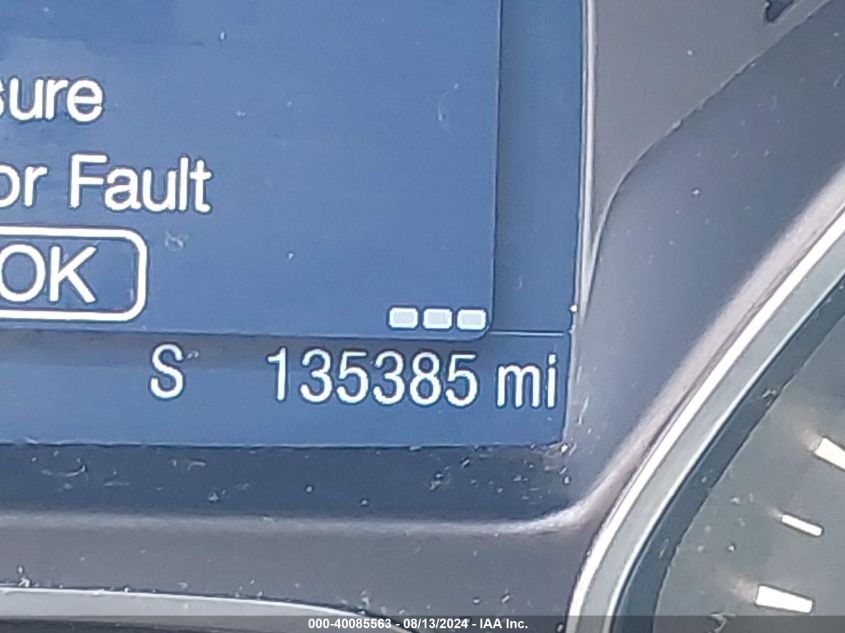 sure
or Fault
OK
S 135385 mi
000-40085563 - 08/13/2024 - IAA Inc.